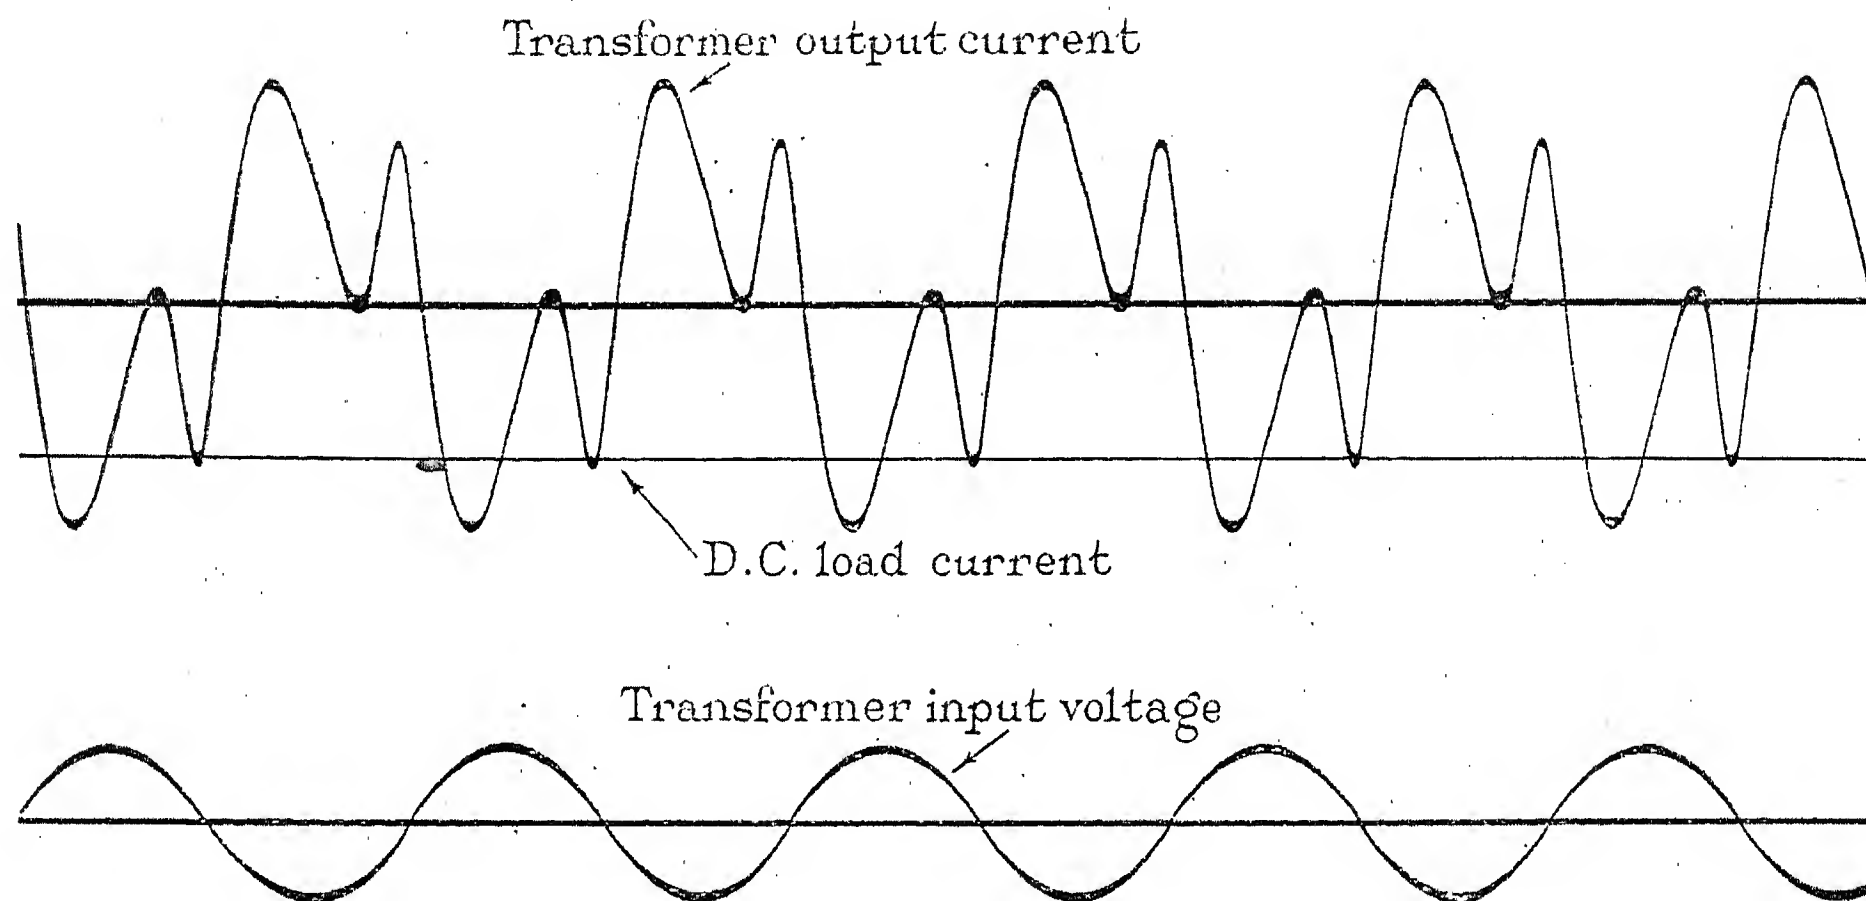 Transformer output current
D.C. load current
Transformer input voltage